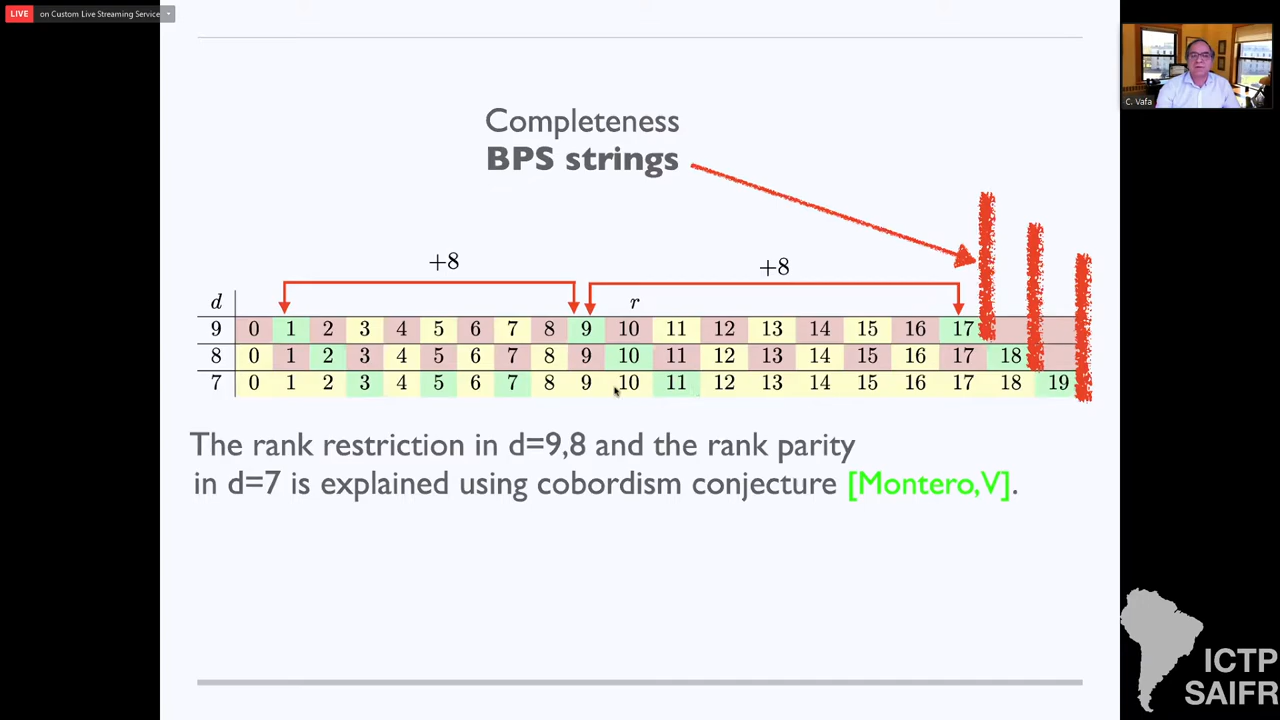 LIVE on Custom Live Streaming Service
C. Vafa
Completeness
BPS strings
+8 +8
d r
9 0 1 2 3 4 5 6 7 8 9 10 11 12 13 14 15 16 17
8 0 1 2 3 4 5 6 7 8 9 10 11 12 13 14 15 16 17 18
7 0 1 2 3 4 5 6 7 8 9 10 11 12 13 14 15 16 17 18 19
The rank restriction in d=9,8 and the rank parity
in d=7 is explained using cobordism conjecture [Montero,V].
ICTP
SAIFR